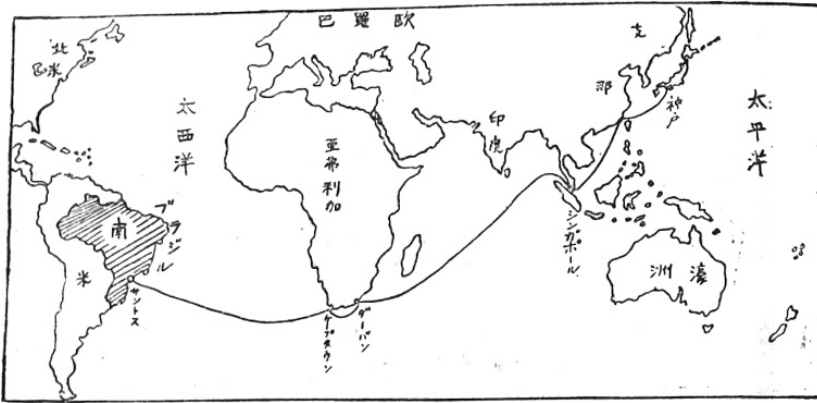 欧羅巴
北米
太西洋
亞弗利加
印度
支那
神戸
太平洋
ブラジル
南米
サントス
ケープタウン
ダーバン
シンガポール
濠洲